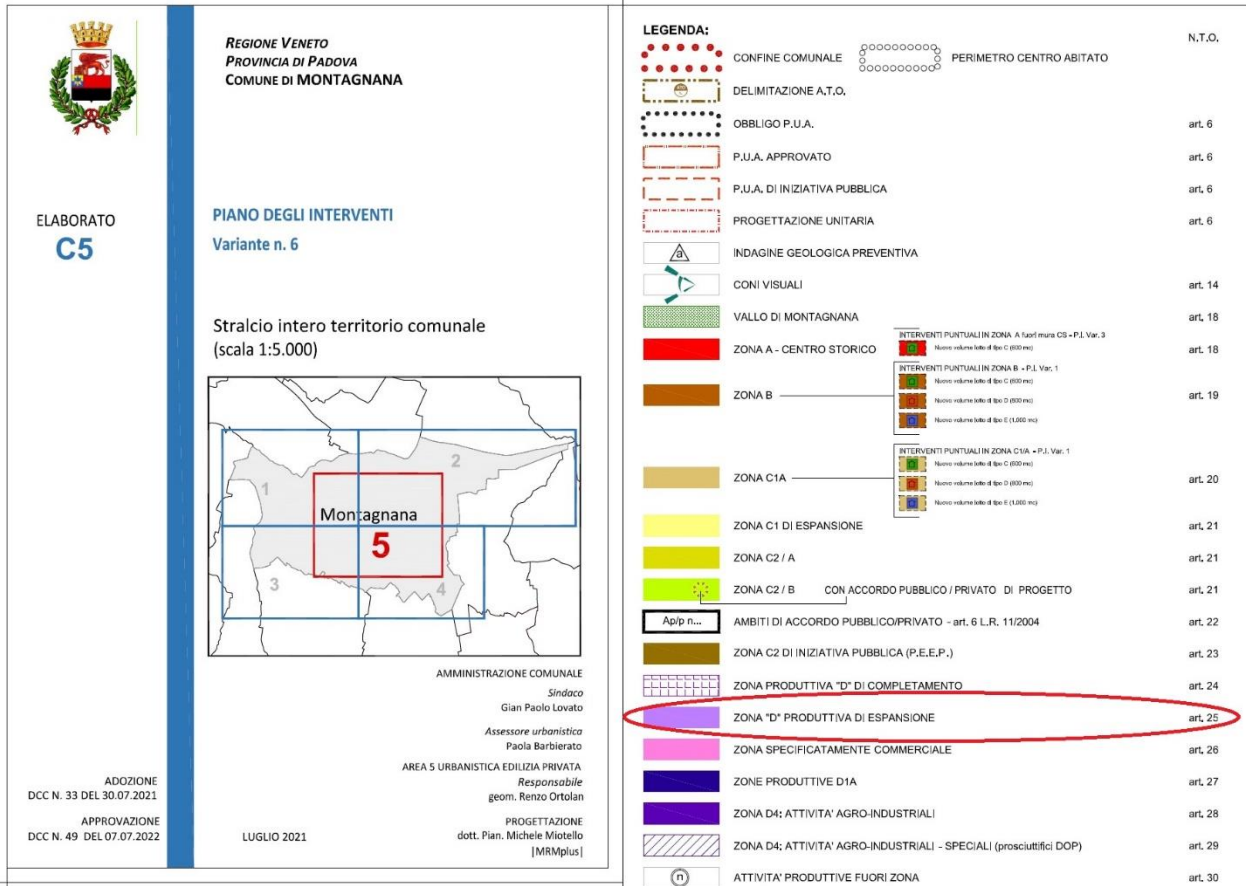 REGIONE VENETO
PROVINCIA DI PADOVA
COMUNE DI MONTAGNANA
ELABORATO
C5
PIANO DEGLI INTERVENTI
Variante n. 6
Stralcio intero territorio comunale
(scala 1:5.000)
1
2
Montagnana
5
3
4
AMMINISTRAZIONE COMUNALE
Sindaco
Gian Paolo Lovato
Assessore urbanistica
Paola Barbierato
AREA 5 URBANISTICA EDILIZIA PRIVATA
Responsabile
geom. Renzo Ortolan
PROGETTAZIONE
dott. Pian. Michele Miotello
|MRMplus|
ADOZIONE
DCC N. 33 DEL 30.07.2021
APPROVAZIONE
DCC N. 49 DEL 07.07.2022
LUGLIO 2021
LEGENDA: N.T.O.
CONFINE COMUNALE PERIMETRO CENTRO ABITATO
DELIMITAZIONE A.T.O.
OBBLIGO P.U.A. art. 6
P.U.A. APPROVATO art. 6
P.U.A. DI INIZIATIVA PUBBLICA art. 6
PROGETTAZIONE UNITARIA art. 6
a INDAGINE GEOLOGICA PREVENTIVA
CONI VISUALI art. 14
VALLO DI MONTAGNANA art. 18
ZONA A - CENTRO STORICO art. 18
INTERVENTI PUNTUALI IN ZONA A fuori mura CS - P.I. Var. 3
Nuovo volume lotto di tipo C (600 mc)
ZONA B art. 19
INTERVENTI PUNTUALI IN ZONA B - P.I. Var. 1
Nuovo volume lotto di tipo C (600 mc)
Nuovo volume lotto di tipo D (800 mc)
Nuovo volume lotto di tipo E (1.000 mc)
ZONA C1A art. 20
INTERVENTI PUNTUALI IN ZONA C1/A - P.I. Var. 1
Nuovo volume lotto di tipo C (600 mc)
Nuovo volume lotto di tipo D (800 mc)
Nuovo volume lotto di tipo E (1.000 mc)
ZONA C1 DI ESPANSIONE art. 21
ZONA C2 / A art. 21
ZONA C2 / B CON ACCORDO PUBBLICO / PRIVATO DI PROGETTO art. 21
Ap/p n... AMBITI DI ACCORDO PUBBLICO/PRIVATO - art. 6 L.R. 11/2004 art. 22
ZONA C2 DI INIZIATIVA PUBBLICA (P.E.E.P.) art. 23
ZONA PRODUTTIVA "D" DI COMPLETAMENTO art. 24
ZONA "D" PRODUTTIVA DI ESPANSIONE art. 25
ZONA SPECIFICATAMENTE COMMERCIALE art. 26
ZONE PRODUTTIVE D1A art. 27
ZONA D4: ATTIVITA' AGRO-INDUSTRIALI art. 28
ZONA D4: ATTIVITA' AGRO-INDUSTRIALI - SPECIALI (prosciuttifici DOP) art. 29
n ATTIVITA' PRODUTTIVE FUORI ZONA art. 30